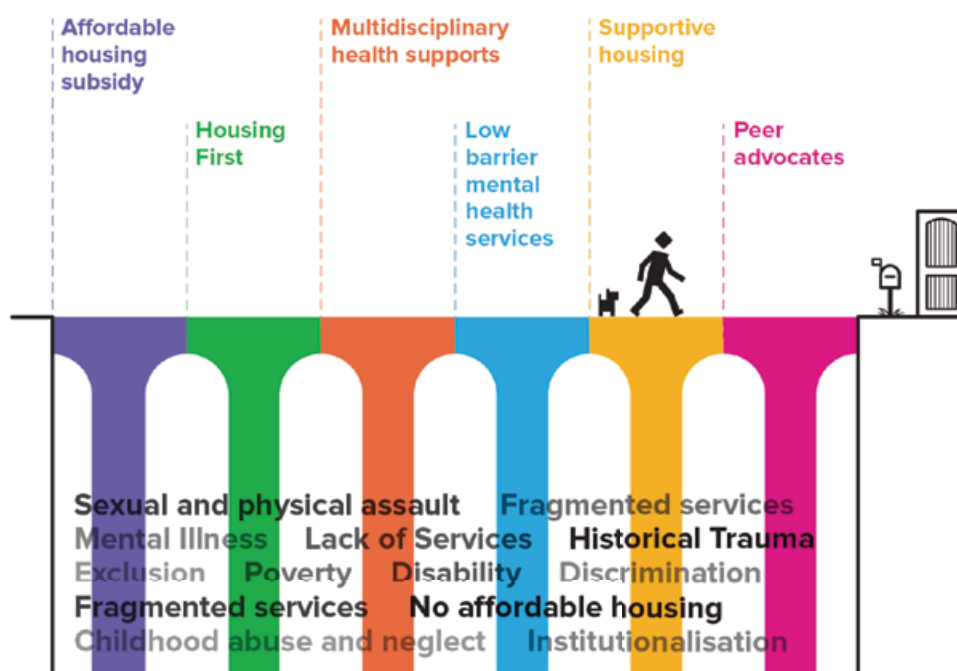 Affordable
housing
subsidy
Multidisciplinary
health supports
Supportive
housing
Housing
First
Low
barrier
mental
health
services
Peer
advocates
Sexual and physical assault Fragmented services
Mental Illness Lack of Services Historical Trauma
Exclusion Poverty Disability Discrimination
Fragmented services No affordable housing
Childhood abuse and neglect Institutionalisation